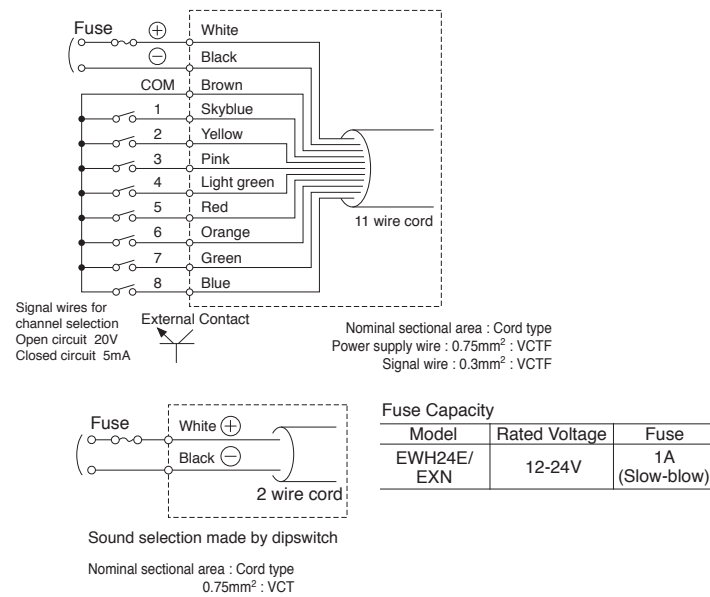 Fuse ⊕ White
⊖ Black
COM Brown
1 Skyblue
2 Yellow
3 Pink
4 Light green
5 Red
6 Orange
7 Green
8 Blue
11 wire cord
Signal wires for
channel selection
Open circuit 20V
Closed circuit 5mA
External Contact
Nominal sectional area : Cord type
Power supply wire : 0.75mm² : VCTF
Signal wire : 0.3mm² : VCTF
Fuse White ⊕
Black ⊖
2 wire cord
Sound selection made by dipswitch
Nominal sectional area : Cord type
0.75mm² : VCT
Fuse Capacity
Model Rated Voltage Fuse
EWH24E/ 12-24V 1A
EXN (Slow-blow)